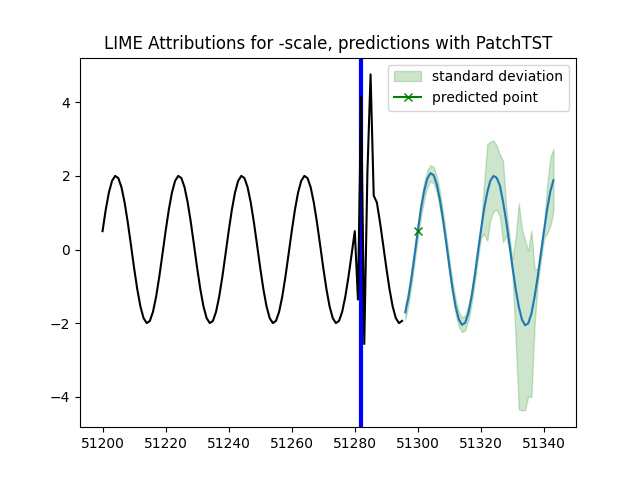 LIME Attributions for -scale, predictions with PatchTST
standard deviation
predicted point
4
2
0
−2
−4
51200 51220 51240 51260 51280 51300 51320 51340